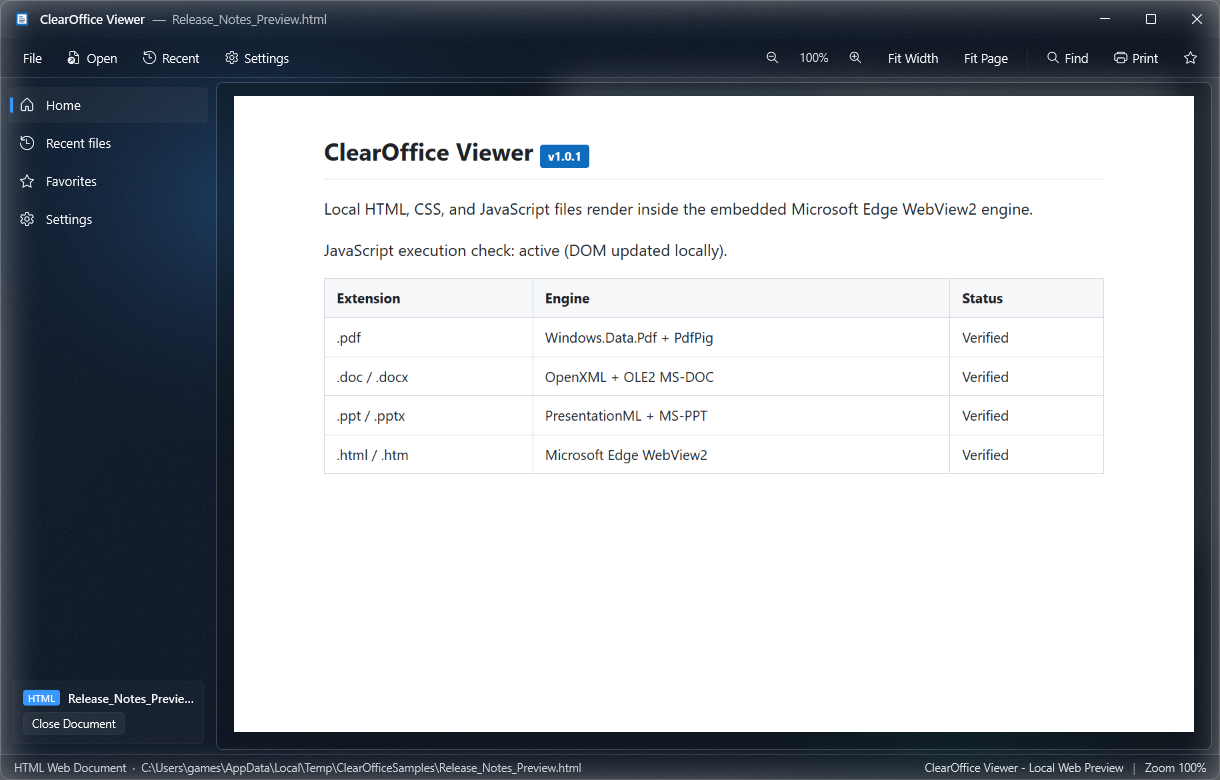 ClearOffice Viewer — Release_Notes_Preview.html
File Open Recent Settings 100% Fit Width Fit Page Find Print
Home
Recent files
Favorites
Settings
ClearOffice Viewer v1.0.1
Local HTML, CSS, and JavaScript files render inside the embedded Microsoft Edge WebView2 engine.
JavaScript execution check: active (DOM updated locally).
Extension Engine Status
.pdf Windows.Data.Pdf + PdfPig Verified
.doc / .docx OpenXML + OLE2 MS-DOC Verified
.ppt / .pptx PresentationML + MS-PPT Verified
.html / .htm Microsoft Edge WebView2 Verified
HTML Release_Notes_Previe...
Close Document
HTML Web Document · C:\Users\games\AppData\Local\Temp\ClearOfficeSamples\Release_Notes_Preview.html ClearOffice Viewer - Local Web Preview | Zoom 100%